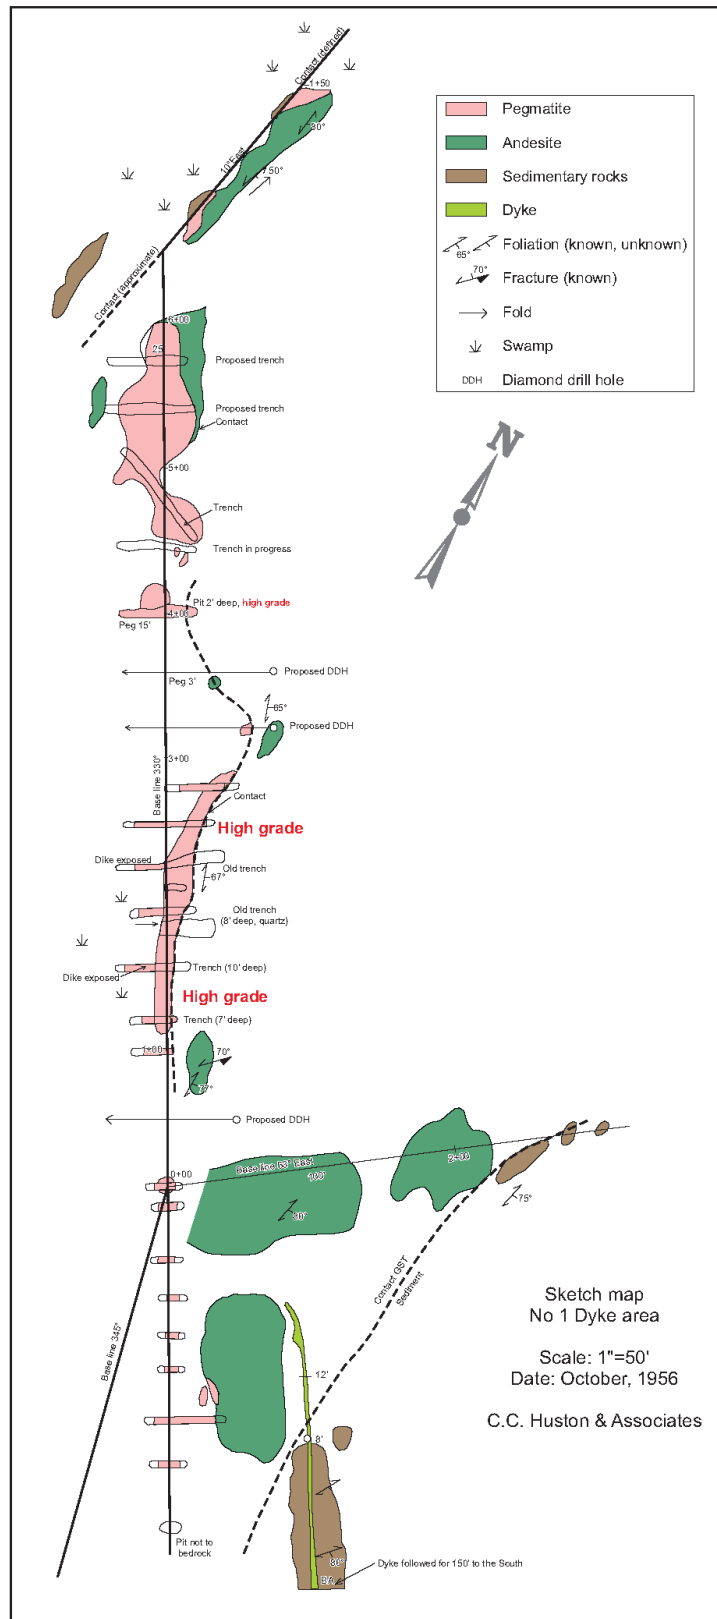 Contact (defined)
1+50
30°
10° East
50°
Contact (approximate)
Pegmatite
Andesite
Sedimentary rocks
Dyke
65°
Foliation (known, unknown)
70°
Fracture (known)
Fold
Swamp
DDH
Diamond drill hole
N
6+00
25
Proposed trench
Proposed trench
Contact
5+00
Trench
Trench in progress
Pit 2' deep, high grade
4+00
Peg 15'
Proposed DDH
Peg 3'
65°
Proposed DDH
3+00
Base line 330°
Contact
High grade
Dike exposed
Old trench
67°
Old trench
(8' deep, quartz)
Trench (10' deep)
Dike exposed
High grade
Trench (7' deep)
1+00
70°
77°
Proposed DDH
0+00
Base line 63° East
100'
2+00
75°
30°
Contact GST
Sediment
Base line 345°
12'
8'
Pit not to
bedrock
80°
Dyke followed for 150' to the South
Sketch map
No 1 Dyke area
Scale: 1"=50'
Date: October, 1956
C.C. Huston & Associates